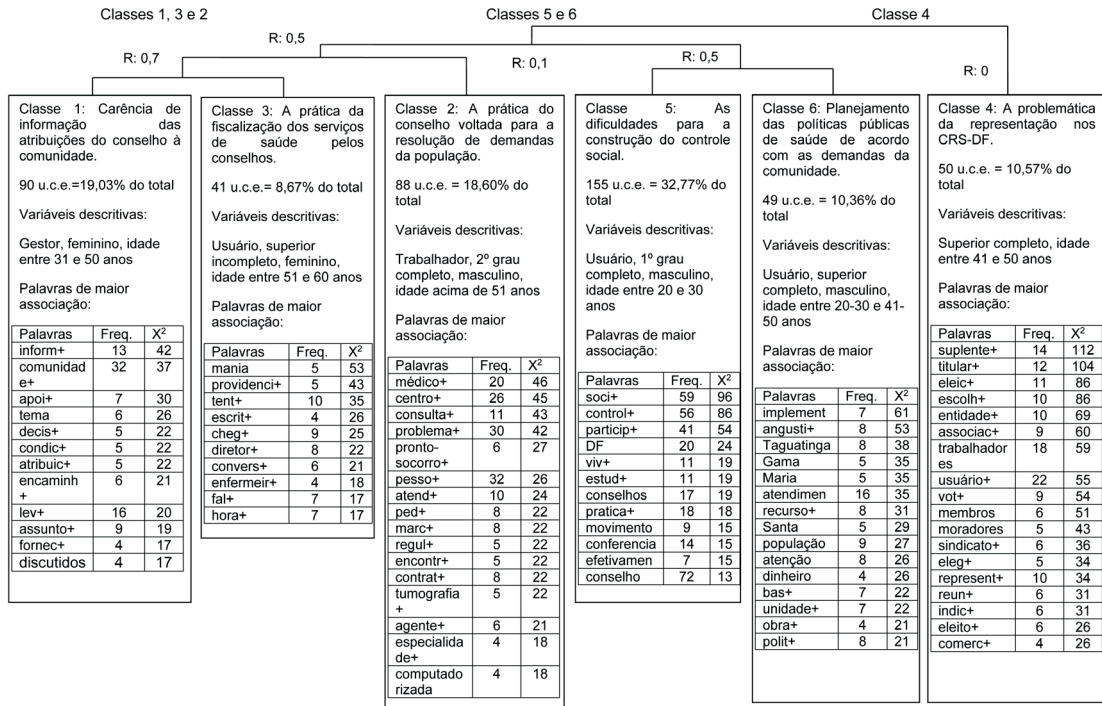 Classes 1, 3 e 2
Classes 5 e 6
Classe 4
R: 0,5
R: 0,7
R: 0,1
R: 0,5
R: 0
Classe 1: Carência de
informação das
atribuições do conselho à
comunidade.
90 u.c.e.=19,03% do total
Variáveis descritivas:
Gestor, feminino, idade
entre 31 e 50 anos
Palavras de maior
associação:
Palavras Freq. X²
inform+ 13 42
comunidad
e+ 32 37
apoi+ 7 30
tema 6 26
decis+ 5 22
condic+ 5 22
atribuic+ 5 22
encaminh
+ 6 21
lev+ 16 20
assunto+ 9 19
fornec+ 4 17
discutidos 4 17
Classe 3: A prática da
fiscalização dos serviços
de saúde pelos
conselhos.
41 u.c.e.= 8,67% do total
Variáveis descritivas:
Usuário, superior
incompleto, feminino,
idade entre 51 e 60 anos
Palavras de maior
associação:
Palavras Freq. X²
mania 5 53
providenci+ 5 43
tent+ 10 35
escrit+ 4 26
cheg+ 9 25
diretor+ 8 22
convers+ 6 21
enfermeir+ 4 18
fal+ 7 17
hora+ 7 17
Classe 2: A prática do
conselho voltada para a
resolução de demandas
da população.
88 u.c.e. = 18,60% do
total
Variáveis descritivas:
Trabalhador, 2º grau
completo, masculino,
idade acima de 51 anos
Palavras de maior
associação:
Palavras Freq. X²
médico+ 20 46
centro+ 26 45
consulta+ 11 43
problema+ 30 42
pronto-
socorro+ 6 27
pesso+ 32 26
atend+ 10 24
ped+ 8 22
marc+ 8 22
regul+ 5 22
encontr+ 5 22
contrat+ 8 22
tumografia
+ 5 22
agente+ 6 21
especialida
de+ 4 18
computado
rizada 4 18
Classe 5: As
dificuldades para a
construção do controle
social.
155 u.c.e. = 32,77% do
total
Variáveis descritivas:
Usuário, 1º grau
completo, masculino,
idade entre 20 e 30
anos
Palavras de maior
associação:
Palavras Freq. X²
soci+ 59 96
control+ 56 86
particip+ 41 54
DF 20 24
viv+ 11 19
estud+ 11 19
conselhos 17 19
pratica+ 18 18
movimento 9 15
conferencia 14 15
efetivamen 7 15
conselho 72 13
Classe 6: Planejamento
das políticas públicas
de saúde de acordo
com as demandas da
comunidade.
49 u.c.e. = 10,36% do
total
Variáveis descritivas:
Usuário, superior
completo, masculino,
idade entre 20-30 e 41-
50 anos
Palavras de maior
associação:
Palavras Freq. X²
implement 7 61
angusti+ 8 53
Taguatinga 8 38
Gama 5 35
Maria 5 35
atendimen 16 35
recurso+ 8 31
Santa 5 29
população 9 27
atenção 8 26
dinheiro 4 26
bas+ 7 22
unidade+ 7 22
obra+ 4 21
polit+ 8 21
Classe 4: A problemática
da representação nos
CRS-DF.
50 u.c.e. = 10,57% do
total
Variáveis descritivas:
Superior completo, idade
entre 41 e 50 anos
Palavras de maior
associação:
Palavras Freq. X²
suplente+ 14 112
titular+ 12 104
eleic+ 11 86
escolh+ 10 86
entidade+ 10 69
associac+ 9 60
trabalhador
es 18 59
usuário+ 22 55
vot+ 9 54
membros 6 51
moradores 5 43
sindicato+ 6 36
eleg+ 5 34
represent+ 10 34
reun+ 6 31
indic+ 6 31
eleito+ 6 26
comerc+ 4 26